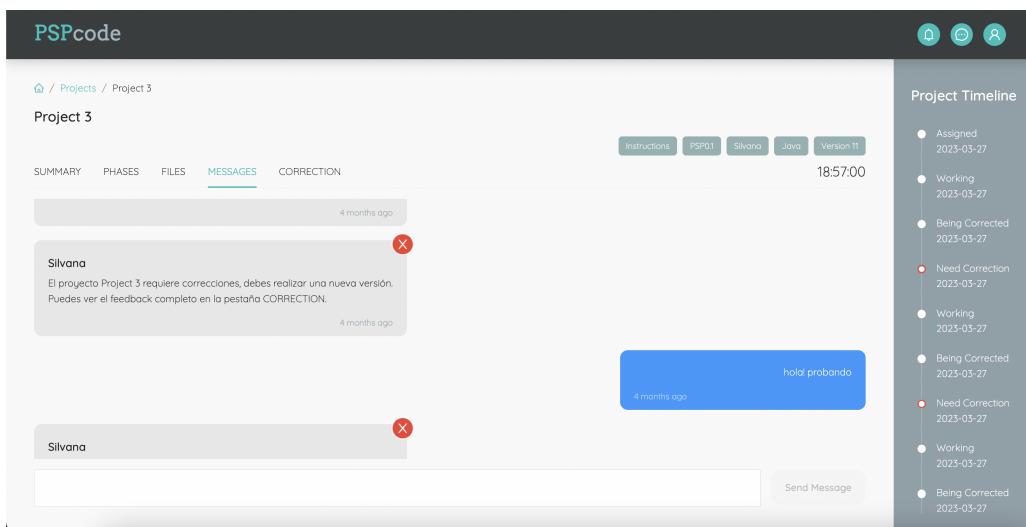 PSPcode
/ Projects / Project 3
Project 3
Instructions PSP0.1 Silvana Java Version 11
SUMMARY PHASES FILES MESSAGES CORRECTION 18:57:00
4 months ago
X
Silvana
El proyecto Project 3 requiere correcciones, debes realizar una nueva versión.
Puedes ver el feedback completo en la pestaña CORRECTION.
4 months ago
hola! probando
4 months ago
X
Silvana
Send Message
Project Timeline
Assigned
2023-03-27
Working
2023-03-27
Being Corrected
2023-03-27
Need Correction
2023-03-27
Working
2023-03-27
Being Corrected
2023-03-27
Need Correction
2023-03-27
Working
2023-03-27
Being Corrected
2023-03-27